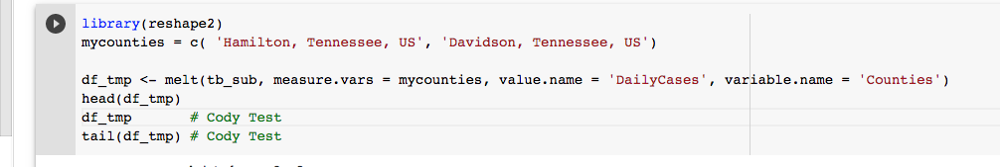 library(reshape2)
mycounties = c( 'Hamilton, Tennessee, US', 'Davidson, Tennessee, US')
df_tmp <- melt(tb_sub, measure.vars = mycounties, value.name = 'DailyCases', variable.name = 'Counties')
head(df_tmp)
df_tmp       # Cody Test
tail(df_tmp) # Cody Test